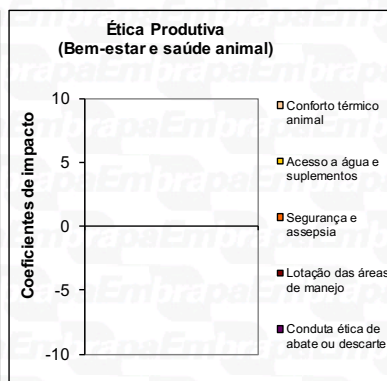 Ética Produtiva
(Bem-estar e saúde animal)
Coeficientes de impacto
10
5
0
-5
-10
Conforto térmico
animal
Acesso a água e
suplementos
Segurança e
assepsia
Lotação das áreas
de manejo
Conduta ética de
abate ou descarte
Embrapa